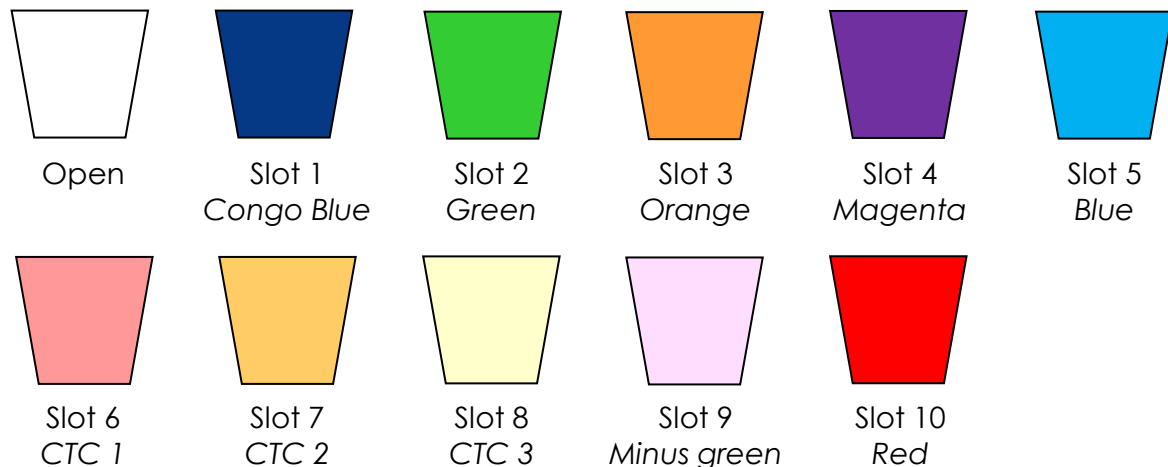 Open
Slot 1
Congo Blue
Slot 2
Green
Slot 3
Orange
Slot 4
Magenta
Slot 5
Blue
Slot 6
CTC 1
Slot 7
CTC 2
Slot 8
CTC 3
Slot 9
Minus green
Slot 10
Red